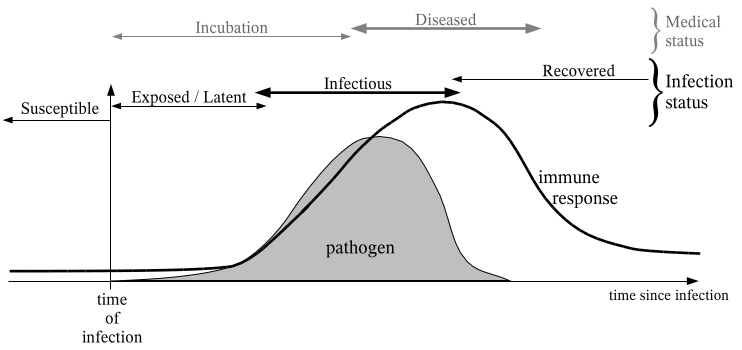 Incubation
Diseased
Medical
status
Susceptible
Exposed / Latent
Infectious
Recovered
Infection
status
immune
response
pathogen
time
of
infection
time since infection